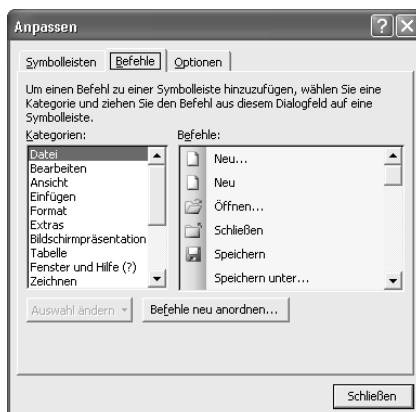 Anpassen
Symbolleisten Befehle Optionen
Um einen Befehl zu einer Symbolleiste hinzuzufügen, wählen Sie eine
Kategorie und ziehen Sie den Befehl aus diesem Dialogfeld auf eine
Symbolleiste.
Kategorien:
Datei
Bearbeiten
Ansicht
Einfügen
Format
Extras
Bildschirmpräsentation
Tabelle
Fenster und Hilfe (?)
Zeichnen
Befehle:
Neu...
Neu
Öffnen...
Schließen
Speichern
Speichern unter...
Auswahl ändern
Befehle neu anordnen...
Schließen